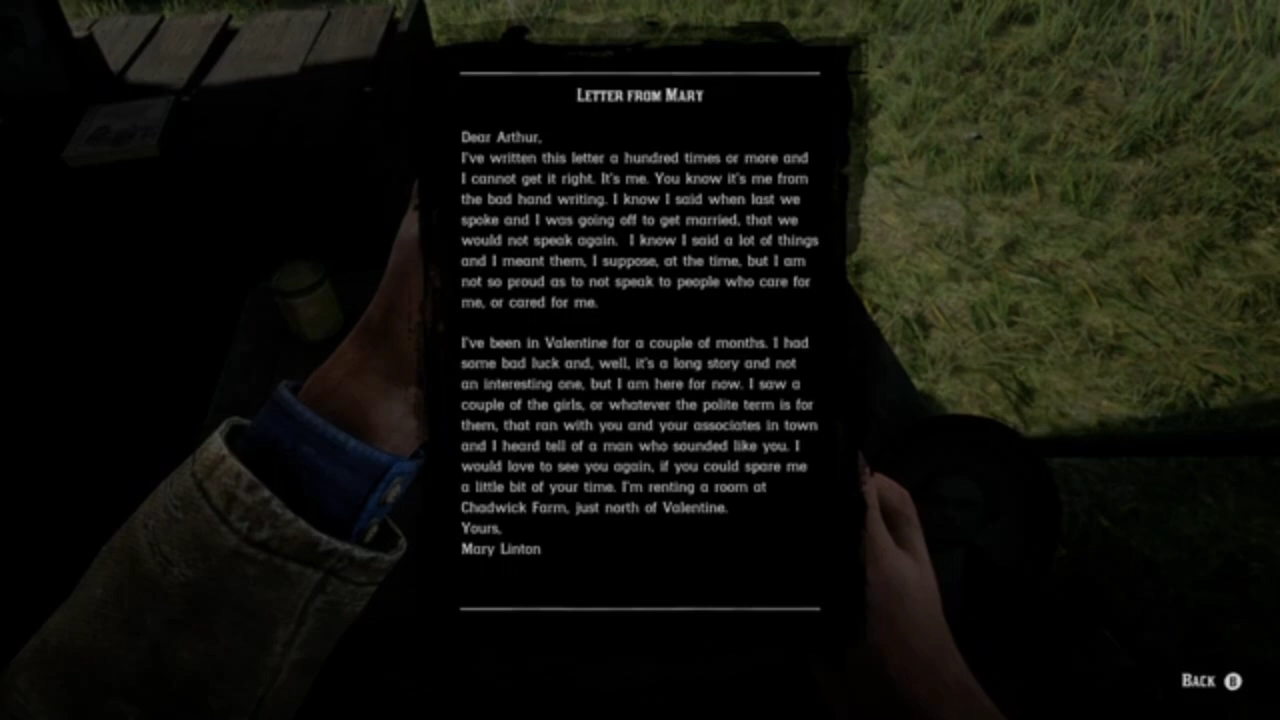 Letter from Mary
Dear Arthur,
I've written this letter a hundred times or more and
I cannot get it right. It's me. You know it's me from
the bad hand writing. I know I said when last we
spoke and I was going off to get married, that we
would not speak again.  I know I said a lot of things
and I meant them, I suppose, at the time, but I am
not so proud as to not speak to people who care for
me, or cared for me.
I've been in Valentine for a couple of months. I had
some bad luck and, well, it's a long story and not
an interesting one, but I am here for now. I saw a
couple of the girls, or whatever the polite term is for
them, that ran with you and your associates in town
and I heard tell of a man who sounded like you. I
would love to see you again, if you could spare me
a little bit of your time. I'm renting a room at
Chadwick Farm, just north of Valentine.
Yours,
Mary Linton
Back B